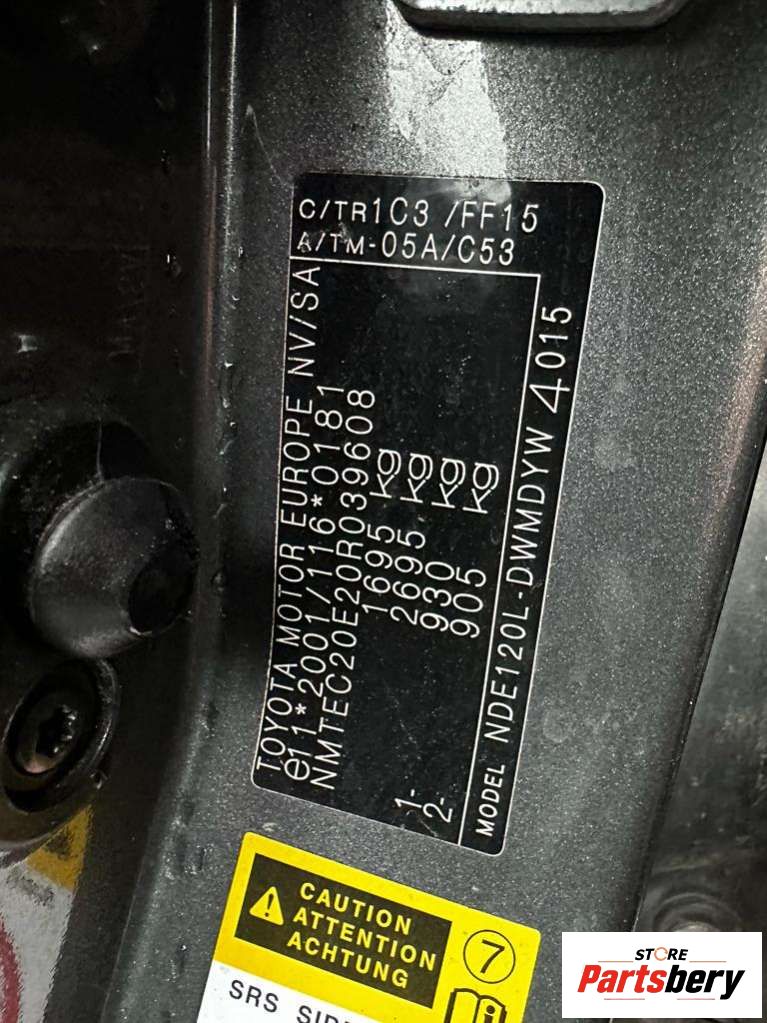 C/TR1C3 /FF15
A/TM-05A/C53
TOYOTA MOTOR EUROPE NV/SA
e11*2001/116*0181
NMTEC20E20R039608
1695 Kg
2695 Kg
1- 930 Kg
2- 905 Kg
MODEL NDE120L-DWMDYW 4015
CAUTION
ATTENTION
ACHTUNG
7
SRS
STORE
Partsbery